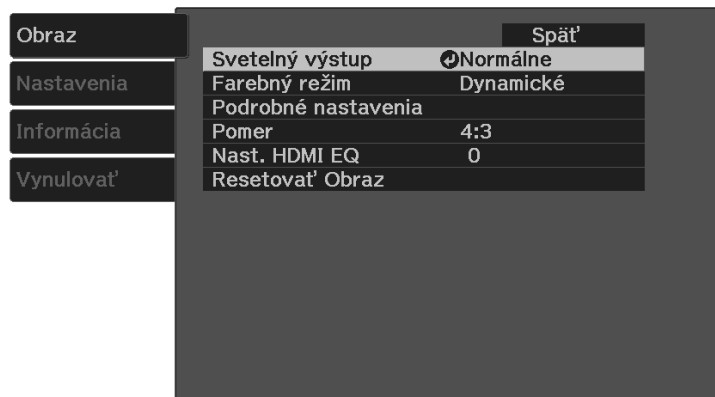 Obraz
Nastavenia
Informácia
Vynulovať
Späť
Svetelný výstup Normálne
Farebný režim Dynamické
Podrobné nastavenia
Pomer 4:3
Nast. HDMI EQ 0
Resetovať Obraz